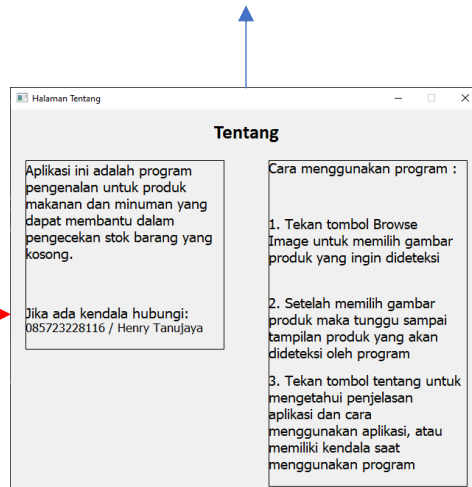 Halaman Tentang
Tentang
Aplikasi ini adalah program
pengenalan untuk produk
makanan dan minuman yang
dapat membantu dalam
pengecekan stok barang yang
kosong.
Jika ada kendala hubungi:
085723228116 / Henry Tanujaya
Cara menggunakan program :
1. Tekan tombol Browse
Image untuk memilih gambar
produk yang ingin dideteksi
2. Setelah memilih gambar
produk maka tunggu sampai
tampilan produk yang akan
dideteksi oleh program
3. Tekan tombol tentang untuk
mengetahui penjelasan
aplikasi dan cara
menggunakan aplikasi, atau
memiliki kendala saat
menggunakan program